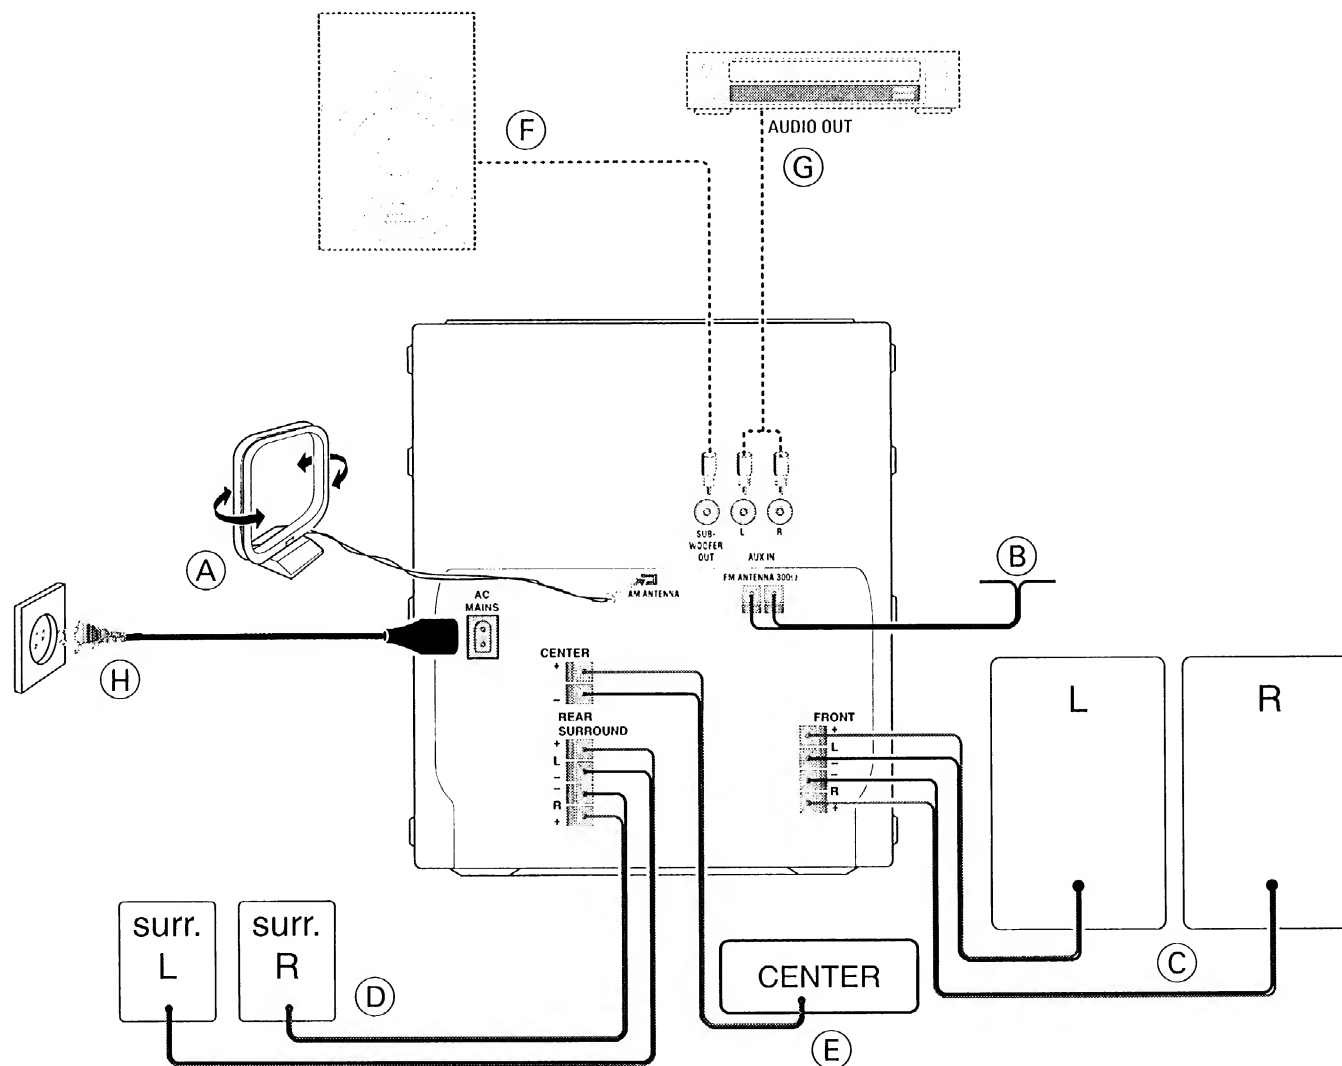 F
AUDIO OUT
G
SUB-
WOOFER
OUT
L
R
AUX IN
FM ANTENNA 300Ω
B
A
AM ANTENNA
AC
MAINS
H
CENTER
+
–
REAR
SURROUND
+
L
–
–
R
+
FRONT
+
L
–
–
R
+
L
R
C
surr.
L
surr.
R
D
CENTER
E